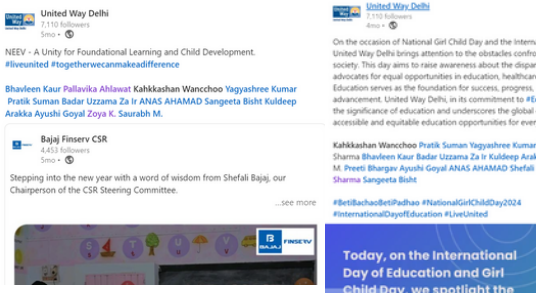 United Way Delhi
7,110 followers
5mo •
NEEV - A Unity for Foundational Learning and Child Development.
#liveunited #togetherwecanmakeadifference
Bhavleen Kaur Pallavika Ahlawat Kahkkashan Wancchoo Yagyashree Kumar
Pratik Suman Badar Uzzama Za Ir ANAS AHAMAD Sangeeta Bisht Kuldeep
Arakka Ayushi Goyal Zoya K. Saurabh M.
Bajaj Finserv CSR
4,453 followers
5mo •
Stepping into the new year with a word of wisdom from Shefali Bajaj, our
Chairperson of the CSR Steering Committee.
...see more
S T U V
BAJAJ FINSERV
United Way Delhi
7,110 followers
4mo •
On the occasion of National Girl Child Day and the Interna
United Way Delhi brings attention to the obstacles confro
society. This day aims to raise awareness about the dispar
advocates for equal opportunities in education, healthcare
Education serves as the foundation for success, progress,
advancement. United Way Delhi, in its commitment to #E
the significance of education and underscores the global
accessible and equitable education opportunities for ever
Kahkkashan Wancchoo Pratik Suman Yagyashree Kumar
Sharma Bhavleen Kaur Badar Uzzama Za Ir Kuldeep Arak
M. Preeti Bhargav Ayushi Goyal ANAS AHAMAD Shefali
Sharma Sangeeta Bisht
#BetiBachaoBetiPadhao #NationalGirlChildDay2024
#InternationalDayofEducation #LiveUnited
Today, on the International
Day of Education and Girl
Child Day, we spotlight the